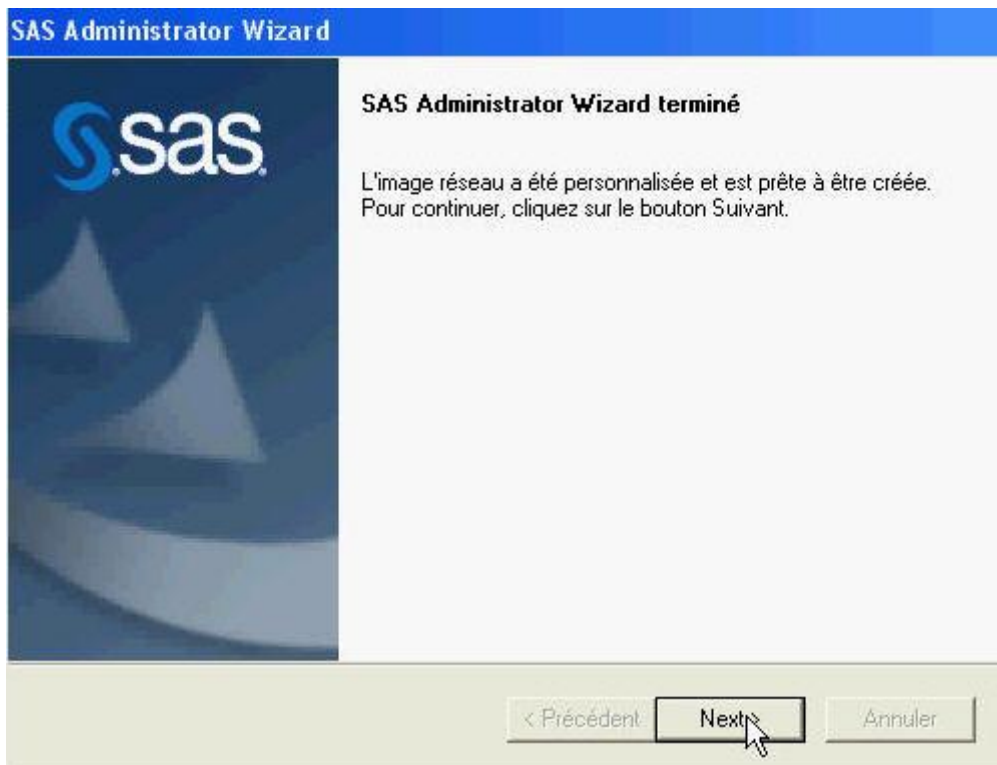 SAS Administrator Wizard
sas
SAS Administrator Wizard terminé
L'image réseau a été personnalisée et est prête à être créée.
Pour continuer, cliquez sur le bouton Suivant.
< Précédent
Next >
Annuler